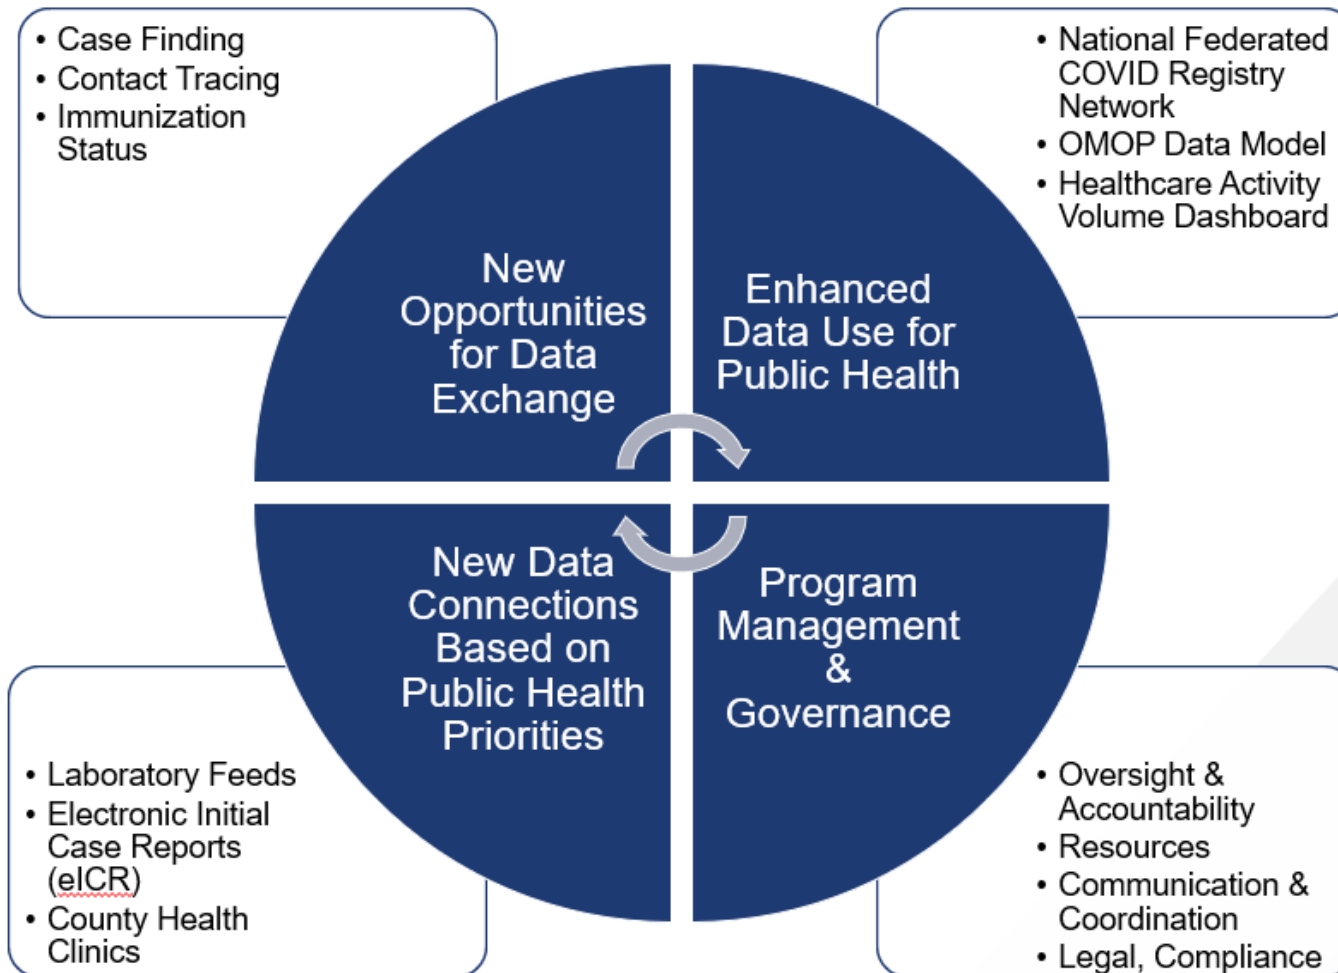 • Case Finding
• Contact Tracing
• Immunization
Status
• National Federated
COVID Registry
Network
• OMOP Data Model
• Healthcare Activity
Volume Dashboard
New
Opportunities
for Data
Exchange
Enhanced
Data Use for
Public Health
New Data
Connections
Based on
Public Health
Priorities
Program
Management
&
Governance
• Laboratory Feeds
• Electronic Initial
Case Reports
(eICR)
• County Health
Clinics
• Oversight &
Accountability
• Resources
• Communication &
Coordination
• Legal, Compliance